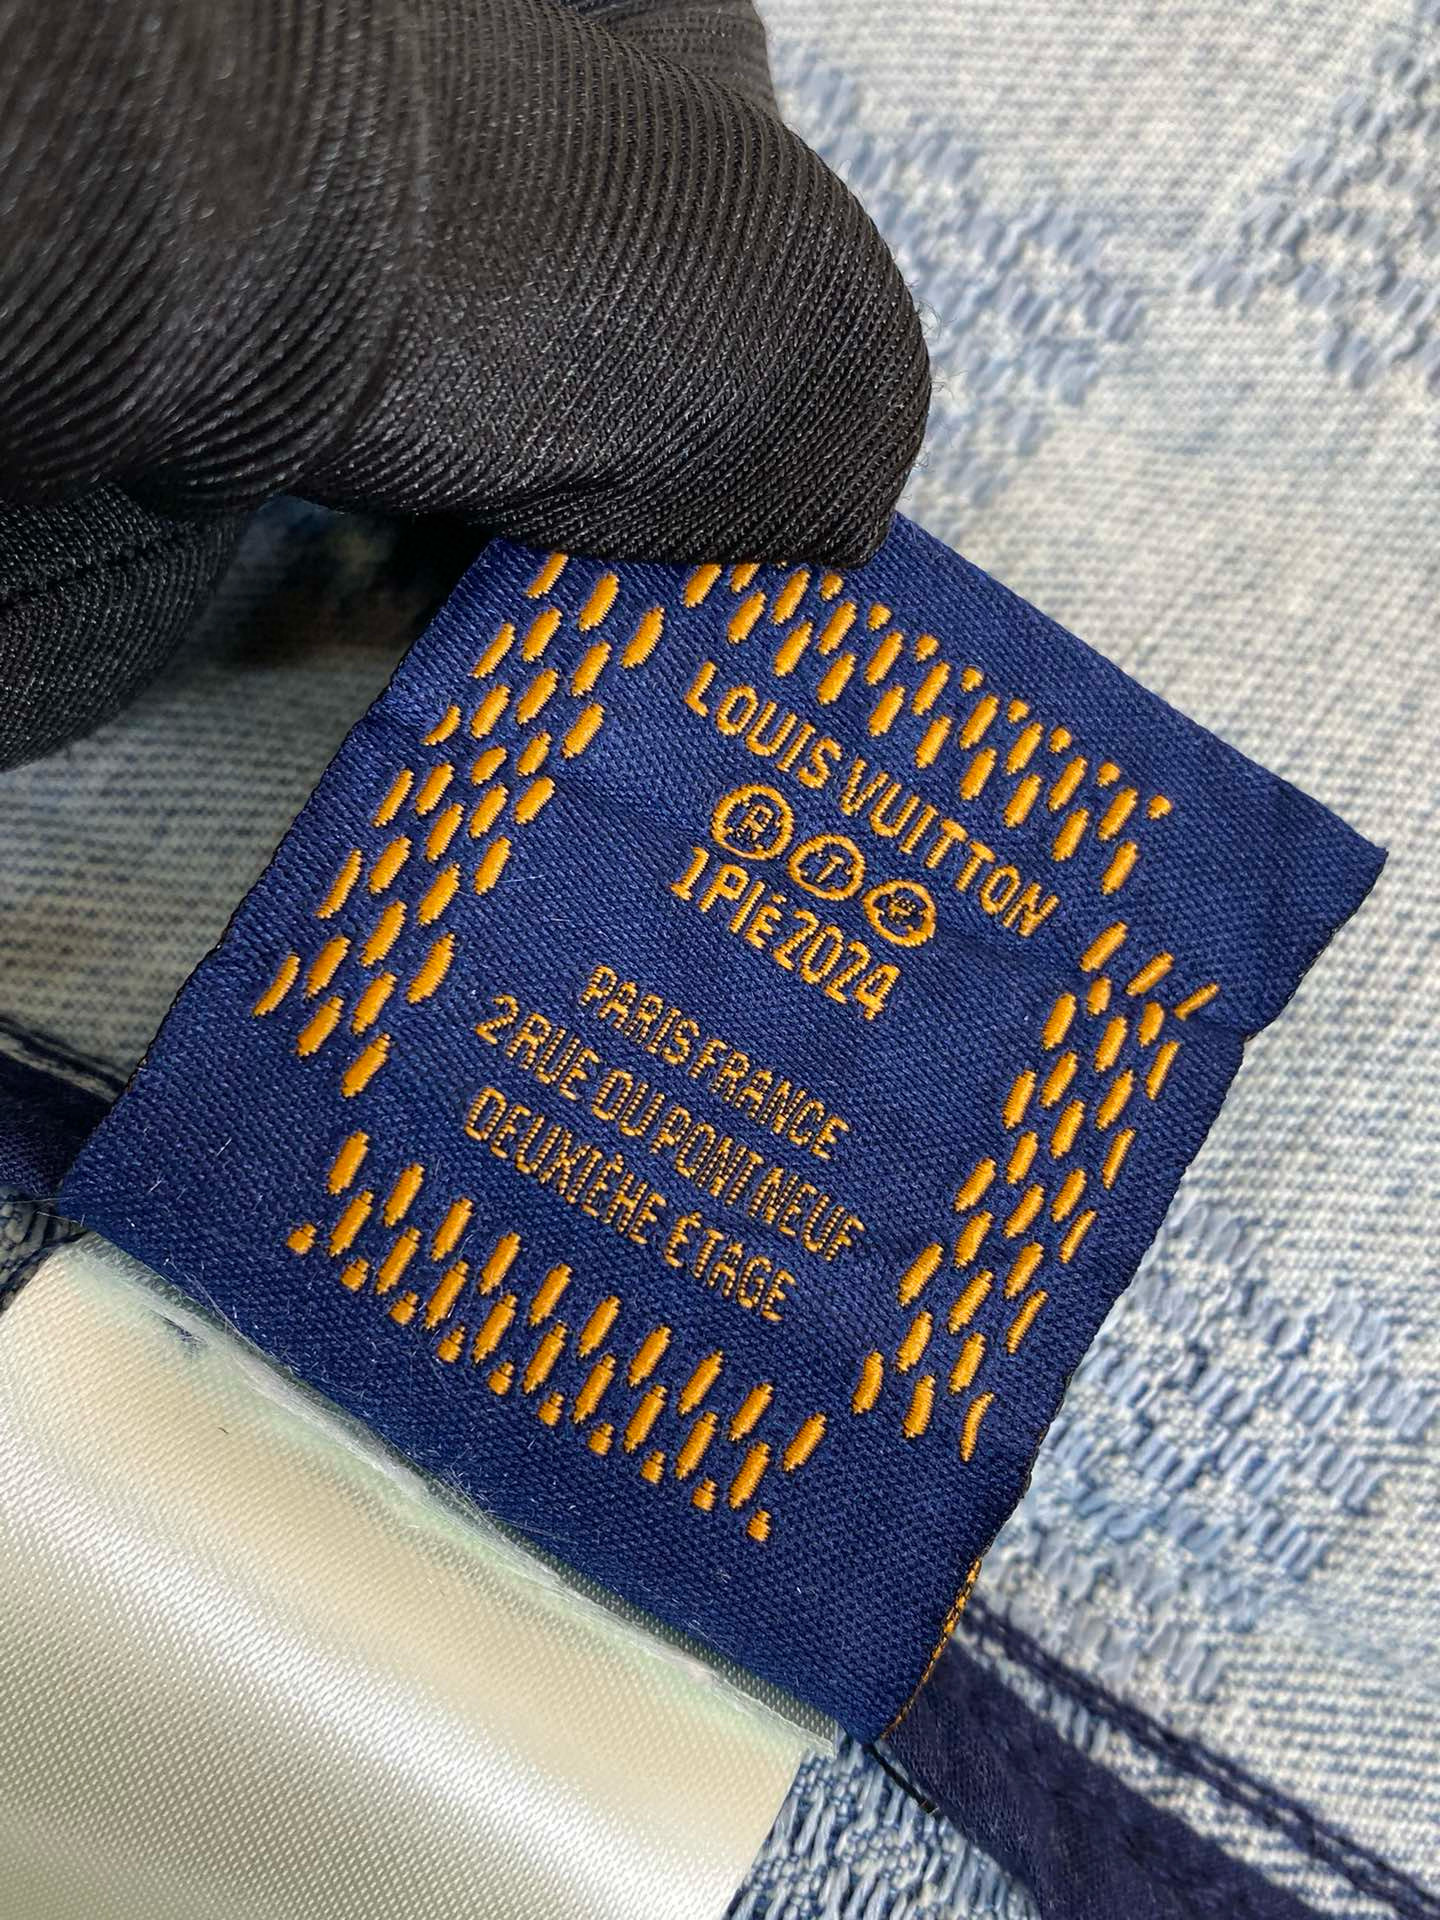 LOUIS VUITTON
R T
1PIÉ2024
PARIS FRANCE
2 RUE DU PONT NEUF
DEUXIÈME ÉTAGE